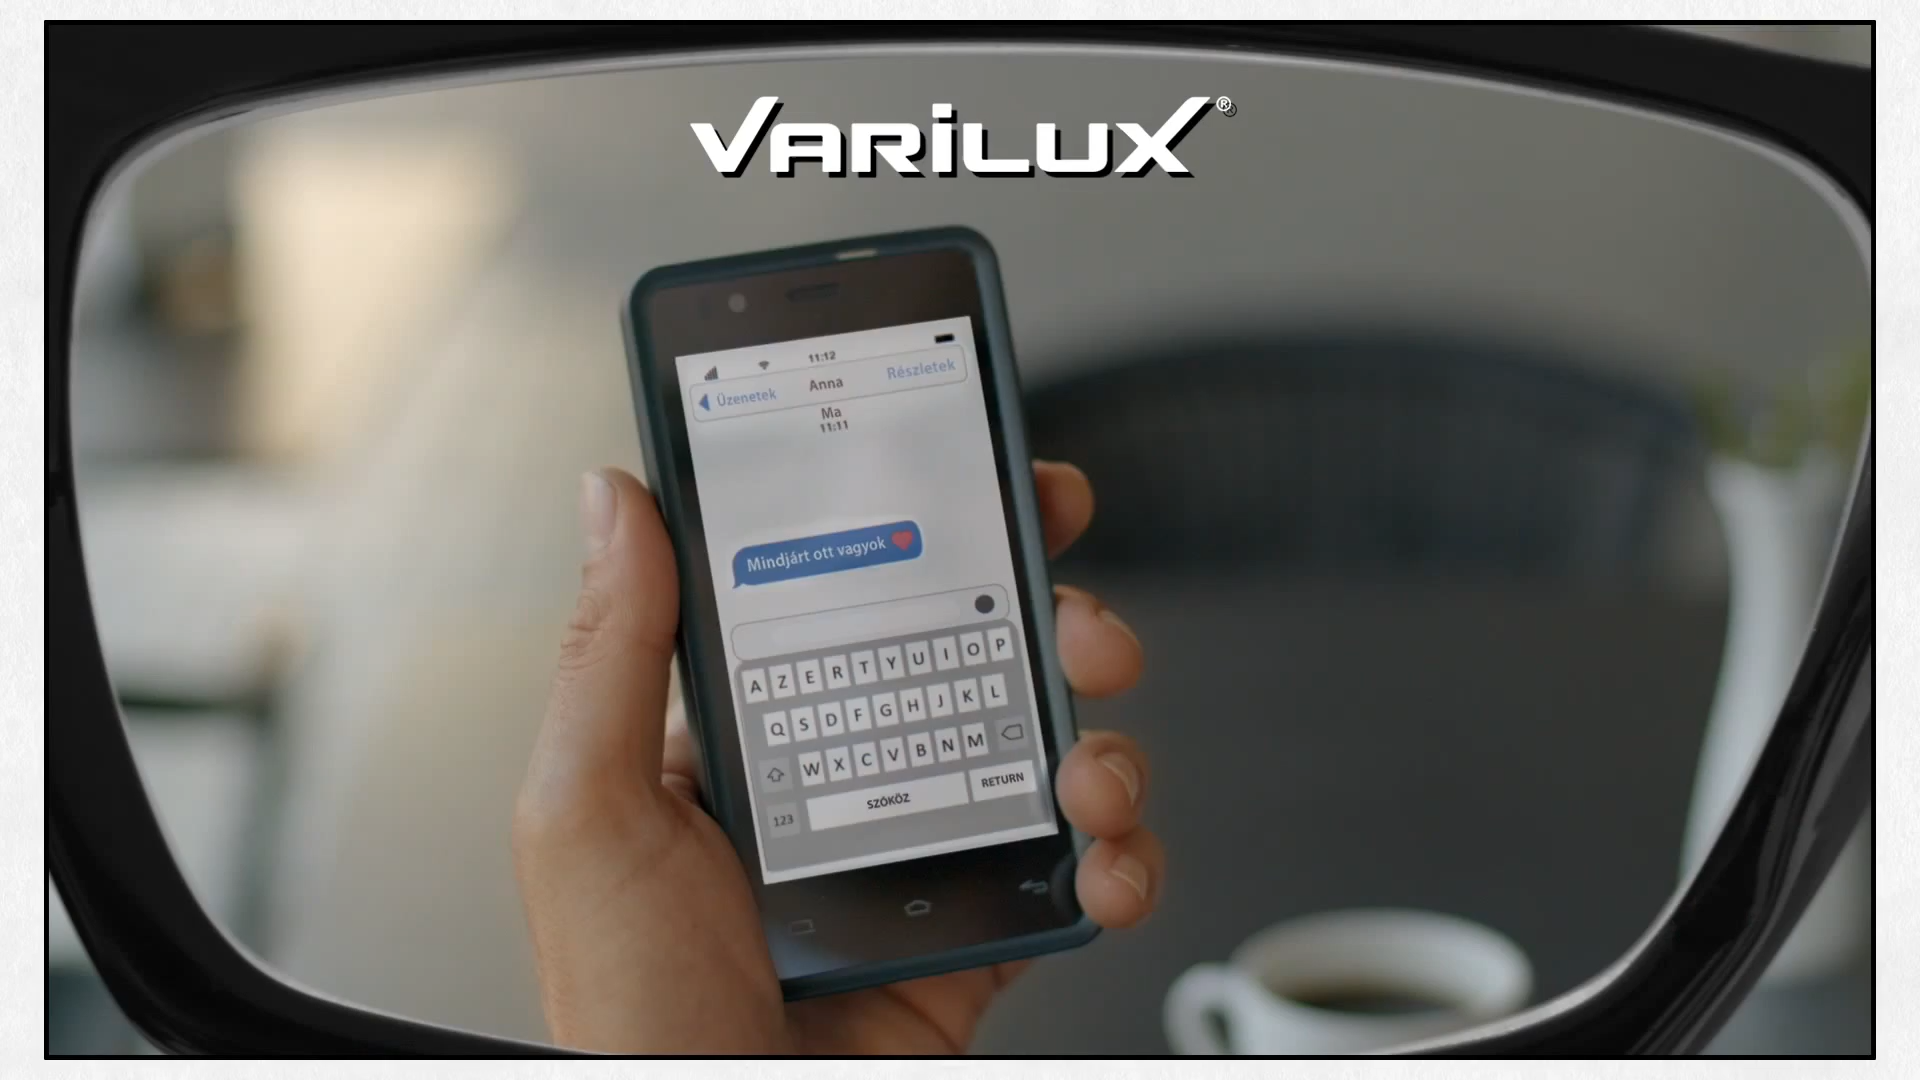 VARiLUX®
11:12
Üzenetek Anna Részletek
Ma
11:11
Mindjárt ott vagyok ❤
A Z E R T Y U I O P
Q S D F G H J K L
W X C V B N M
123 SZÓKÖZ RETURN